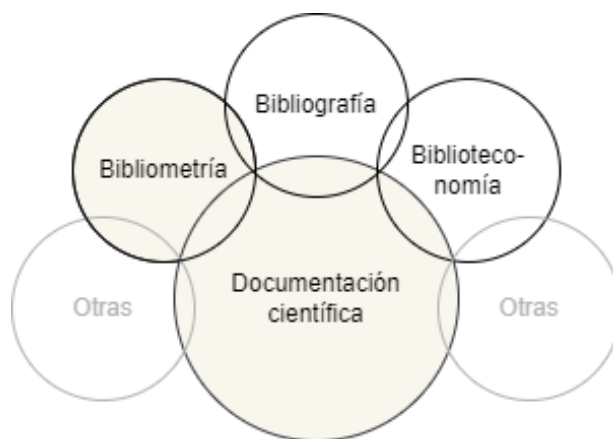 Bibliografía
Bibliometría
Biblioteco-
nomía
Documentación
científica
Otras
Otras